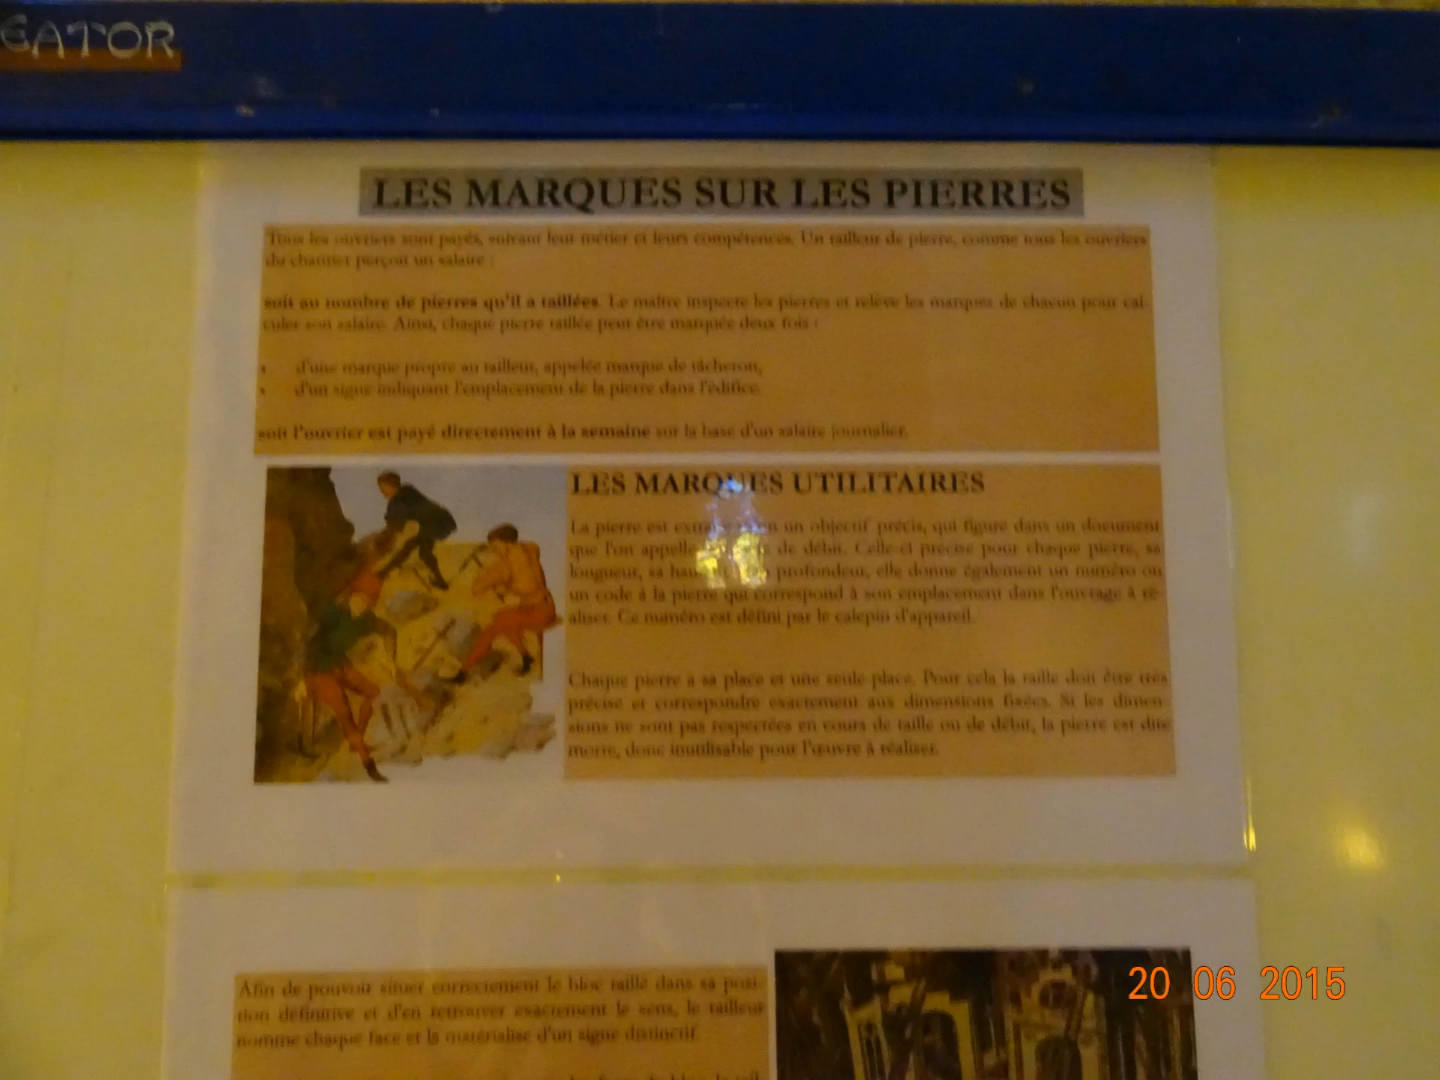 EATOR
LES MARQUES SUR LES PIERRES
Tous les ouvriers sont payés, suivant leur métier et leurs compétences. Un tailleur de pierre, comme tous les ouvriers
du chantier perçoit un salaire :
soit au nombre de pierres qu'il a taillées. Le maître inspecte les pierres et relève les marques de chacun pour cal-
culer son salaire. Ainsi, chaque pierre taillée peut être marquée deux fois :
• d'une marque propre au tailleur, appelée marque de tâcheron,
• d'un signe indiquant l'emplacement de la pierre dans l'édifice.
soit l'ouvrier est payé directement à la semaine sur la base d'un salaire journalier.
LES MARQUES UTILITAIRES
La pierre est un objectif précis, qui figure dans un document
que l'on appelle de débit. Celle-ci précise pour chaque pierre, sa
longueur, sa profondeur, elle donne également un numéro ou
un code à la pierre qui correspond à son emplacement dans l'ouvrage à ré-
aliser. Ce numéro est défini par le calepin d'appareil.
Chaque pierre a sa place et une seule place. Pour cela la taille doit être très
précise et correspondre exactement aux dimensions fixées. Si les dimen-
sions ne sont pas respectées en cours de taille ou de débit, la pierre est dite
morte, donc inutilisable pour l'œuvre à réaliser.
Afin de pouvoir situer correctement le bloc taillé dans sa posi-
tion définitive et d'en retrouver exactement le sens, le tailleur
nomme chaque face et la matérialise d'un signe distinctif.
20 06 2015